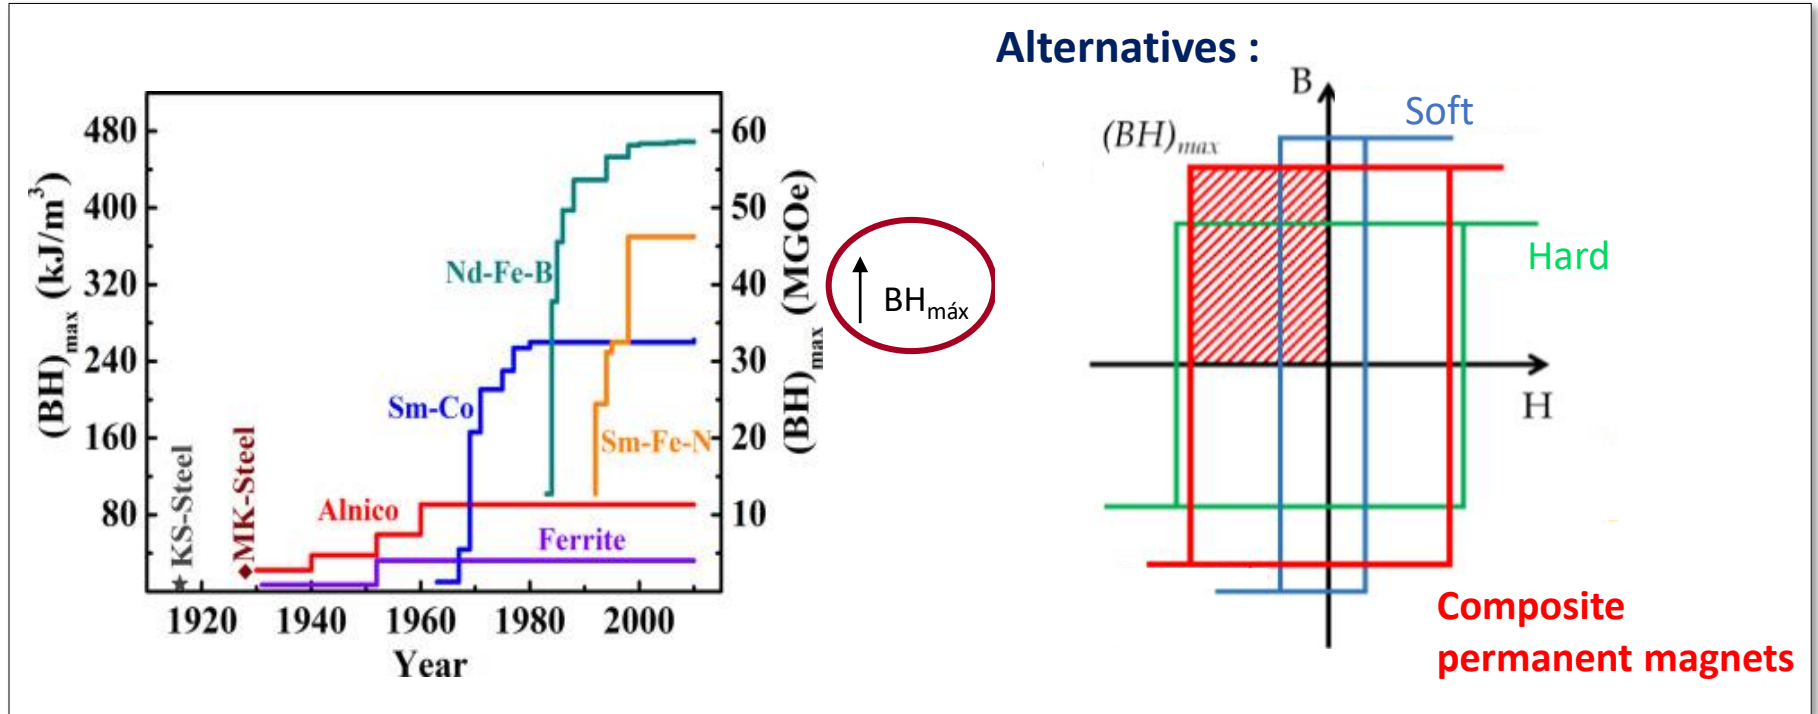 Alternatives :
480
400
320
240
160
80
(BH)max (kJ/m3)
60
50
40
30
20
10
(BH)max (MGOe)
Nd-Fe-B
Sm-Co
Sm-Fe-N
Alnico
Ferrite
KS-Steel
MK-Steel
1920 1940 1960 1980 2000
Year
BHmáx
B
Soft
(BH)max
Hard
H
Composite
permanent magnets